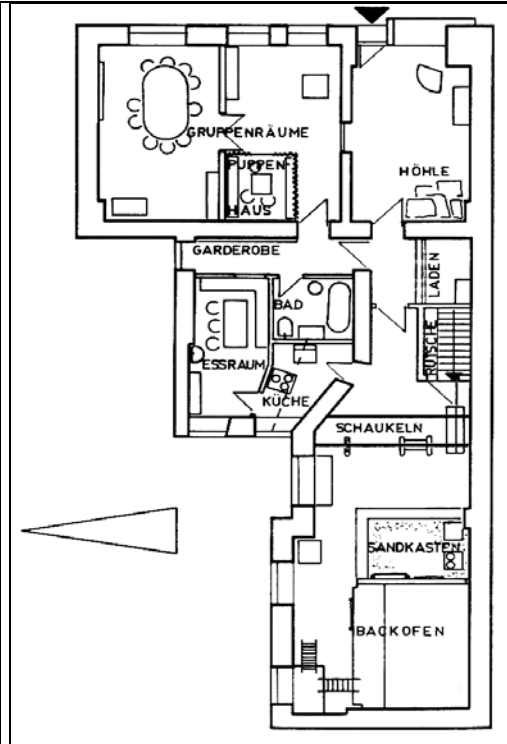 GRUPPENRÄUME
PUPPEN-
HAUS
HÖHLE
GARDEROBE
LADEN
BAD
RUTSCHE
ESSRAUM
KÜCHE
SCHAUKELN
SANDKASTEN
BACKOFEN